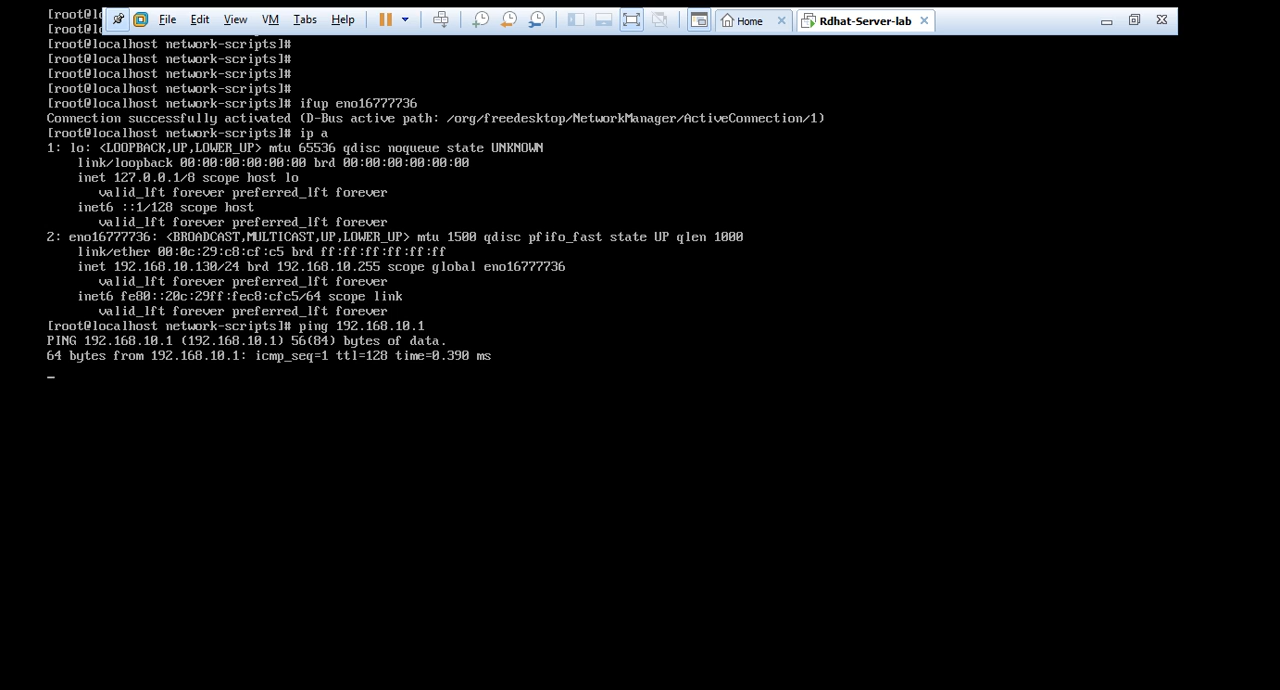 [root@lo
File Edit View VM Tabs Help Home Rdhat-Server-lab
[root@lo
[root@localhost network-scripts]#
[root@localhost network-scripts]#
[root@localhost network-scripts]#
[root@localhost network-scripts]#
[root@localhost network-scripts]# ifup eno16777736
Connection successfully activated (D-Bus active path: /org/freedesktop/NetworkManager/ActiveConnection/1)
[root@localhost network-scripts]# ip a
1: lo: <LOOPBACK,UP,LOWER_UP> mtu 65536 qdisc noqueue state UNKNOWN
link/loopback 00:00:00:00:00:00 brd 00:00:00:00:00:00
inet 127.0.0.1/8 scope host lo
valid_lft forever preferred_lft forever
inet6 ::1/128 scope host
valid_lft forever preferred_lft forever
2: eno16777736: <BROADCAST,MULTICAST,UP,LOWER_UP> mtu 1500 qdisc pfifo_fast state UP qlen 1000
link/ether 00:0c:29:c8:cf:c5 brd ff:ff:ff:ff:ff:ff
inet 192.168.10.130/24 brd 192.168.10.255 scope global eno16777736
valid_lft forever preferred_lft forever
inet6 fe80::20c:29ff:fec8:cfc5/64 scope link
valid_lft forever preferred_lft forever
[root@localhost network-scripts]# ping 192.168.10.1
PING 192.168.10.1 (192.168.10.1) 56(84) bytes of data.
64 bytes from 192.168.10.1: icmp_seq=1 ttl=128 time=0.390 ms